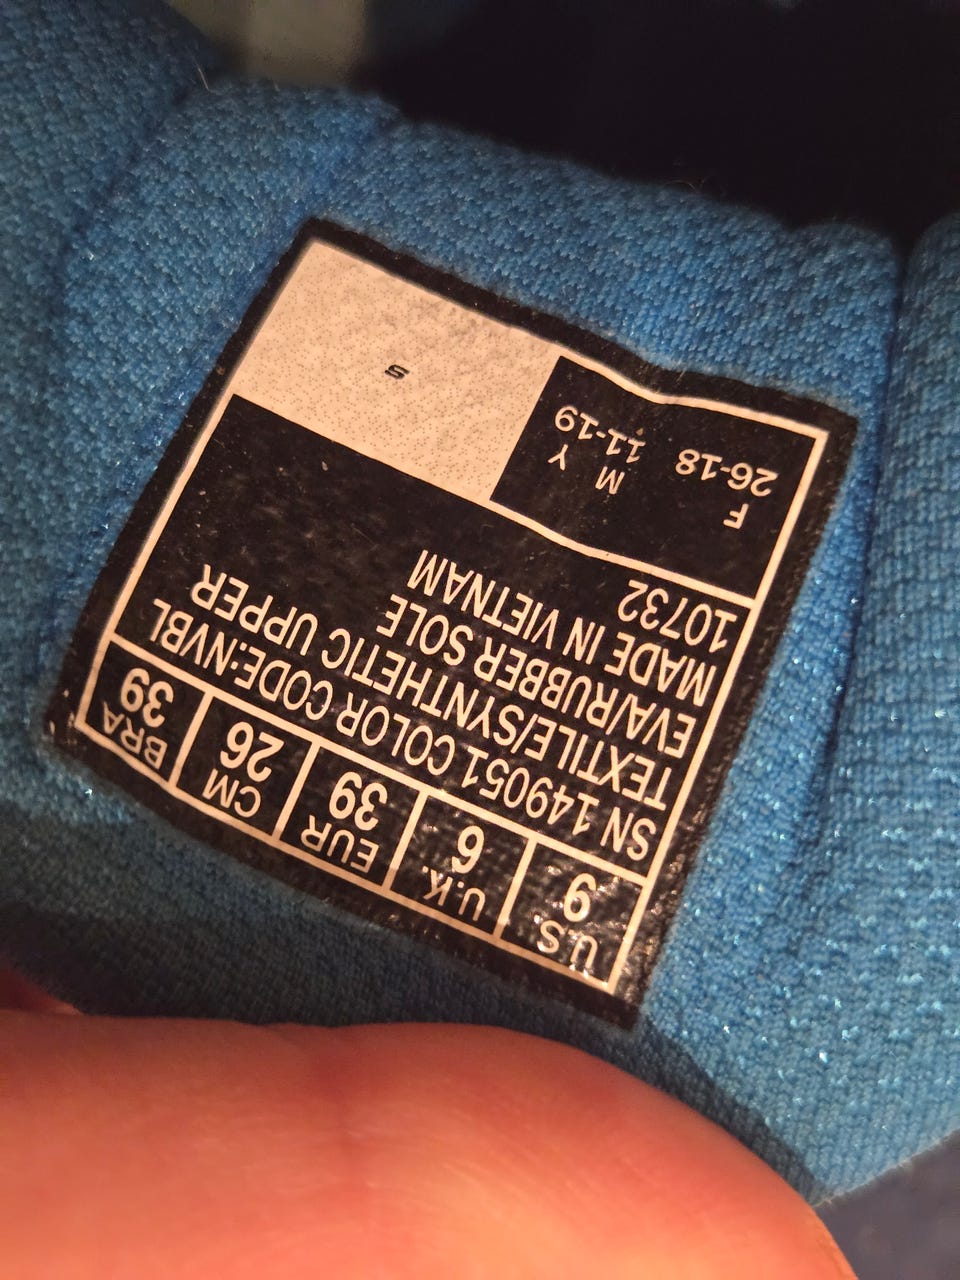 U.S. U.K. EUR CM BRA
9 6 39 26 39
SN 149051 COLOR CODE:NVBL
TEXTILE/SYNTHETIC UPPER
EVA/RUBBER SOLE
MADE IN VIETNAM
10732
F M Y
26-18 11-19
S